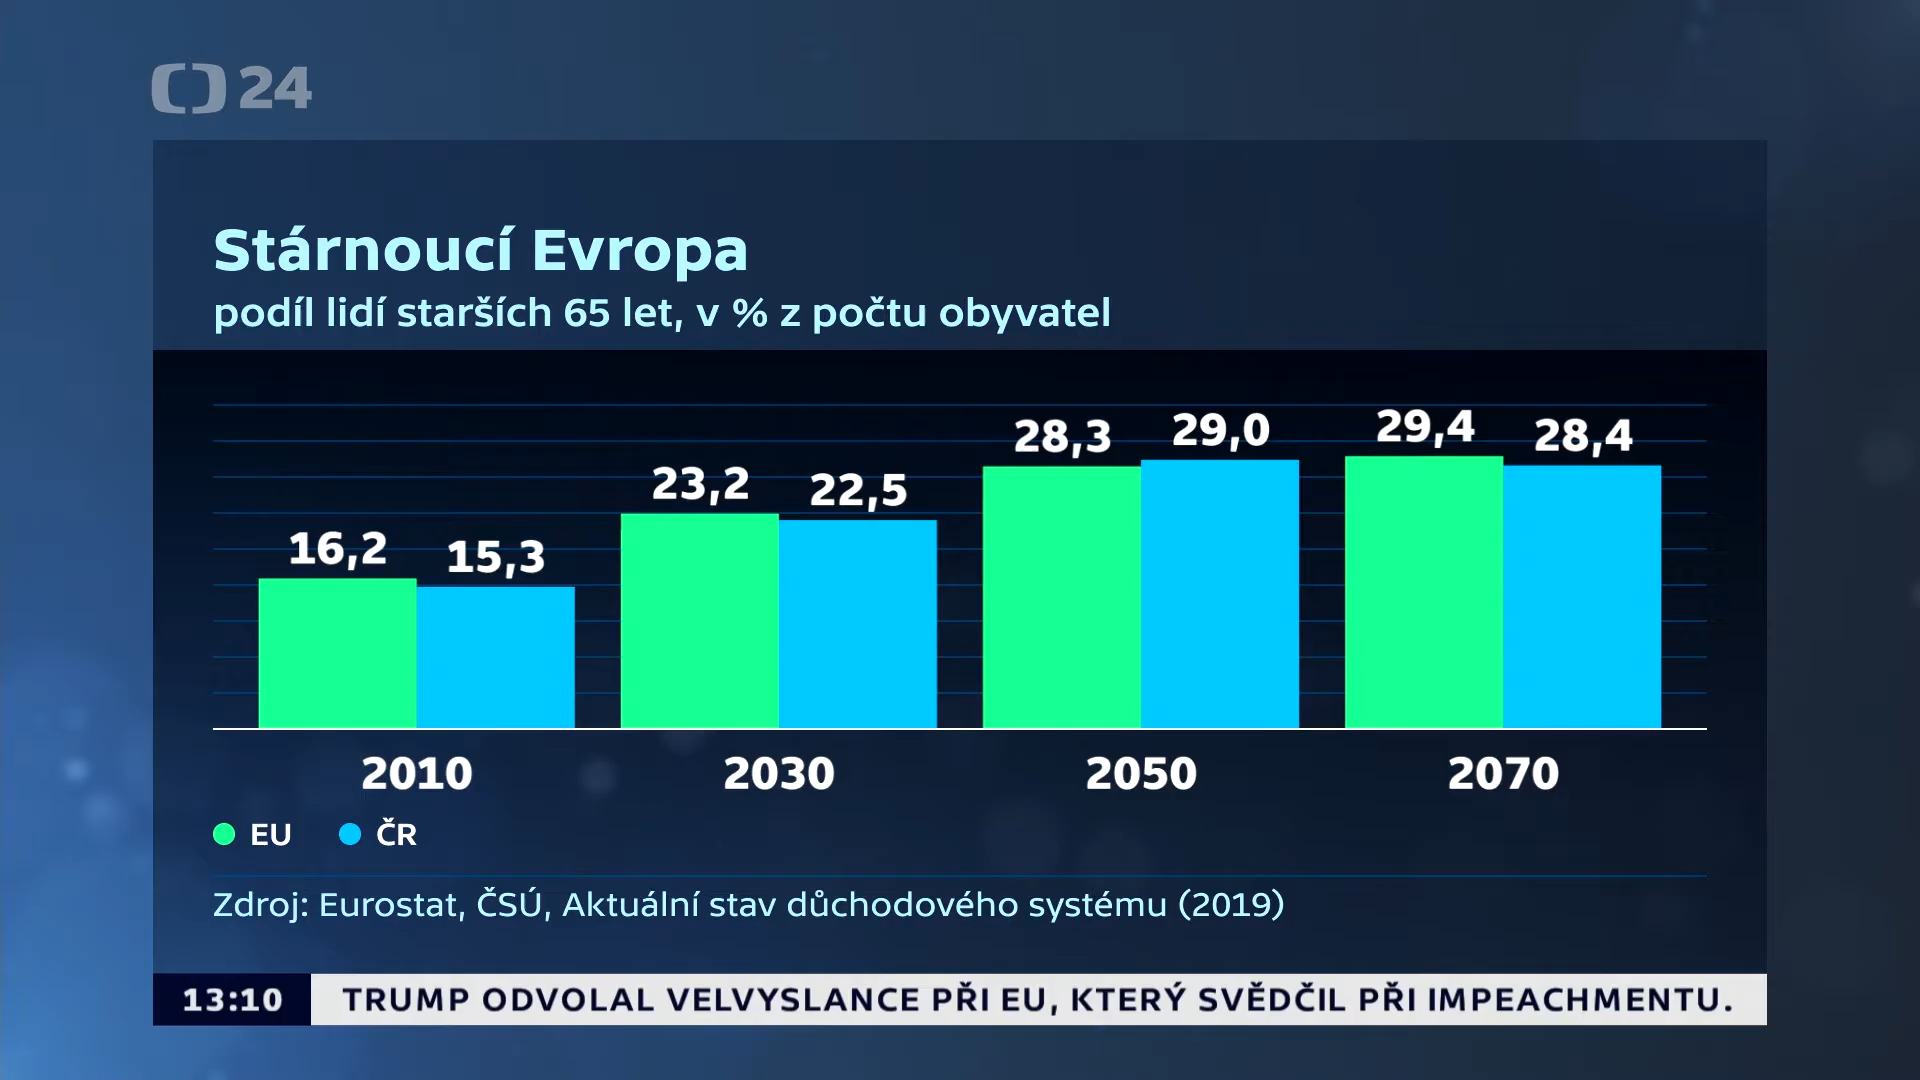 24
Stárnoucí Evropa
podíl lidí starších 65 let, v % z počtu obyvatel
16,2 15,3 23,2 22,5 28,3 29,0 29,4 28,4
2010 2030 2050 2070
EU ČR
Zdroj: Eurostat, ČSÚ, Aktuální stav důchodového systému (2019)
13:10 TRUMP ODVOLAL VELVYSLANCE PŘI EU, KTERÝ SVĚDČIL PŘI IMPEACHMENTU.